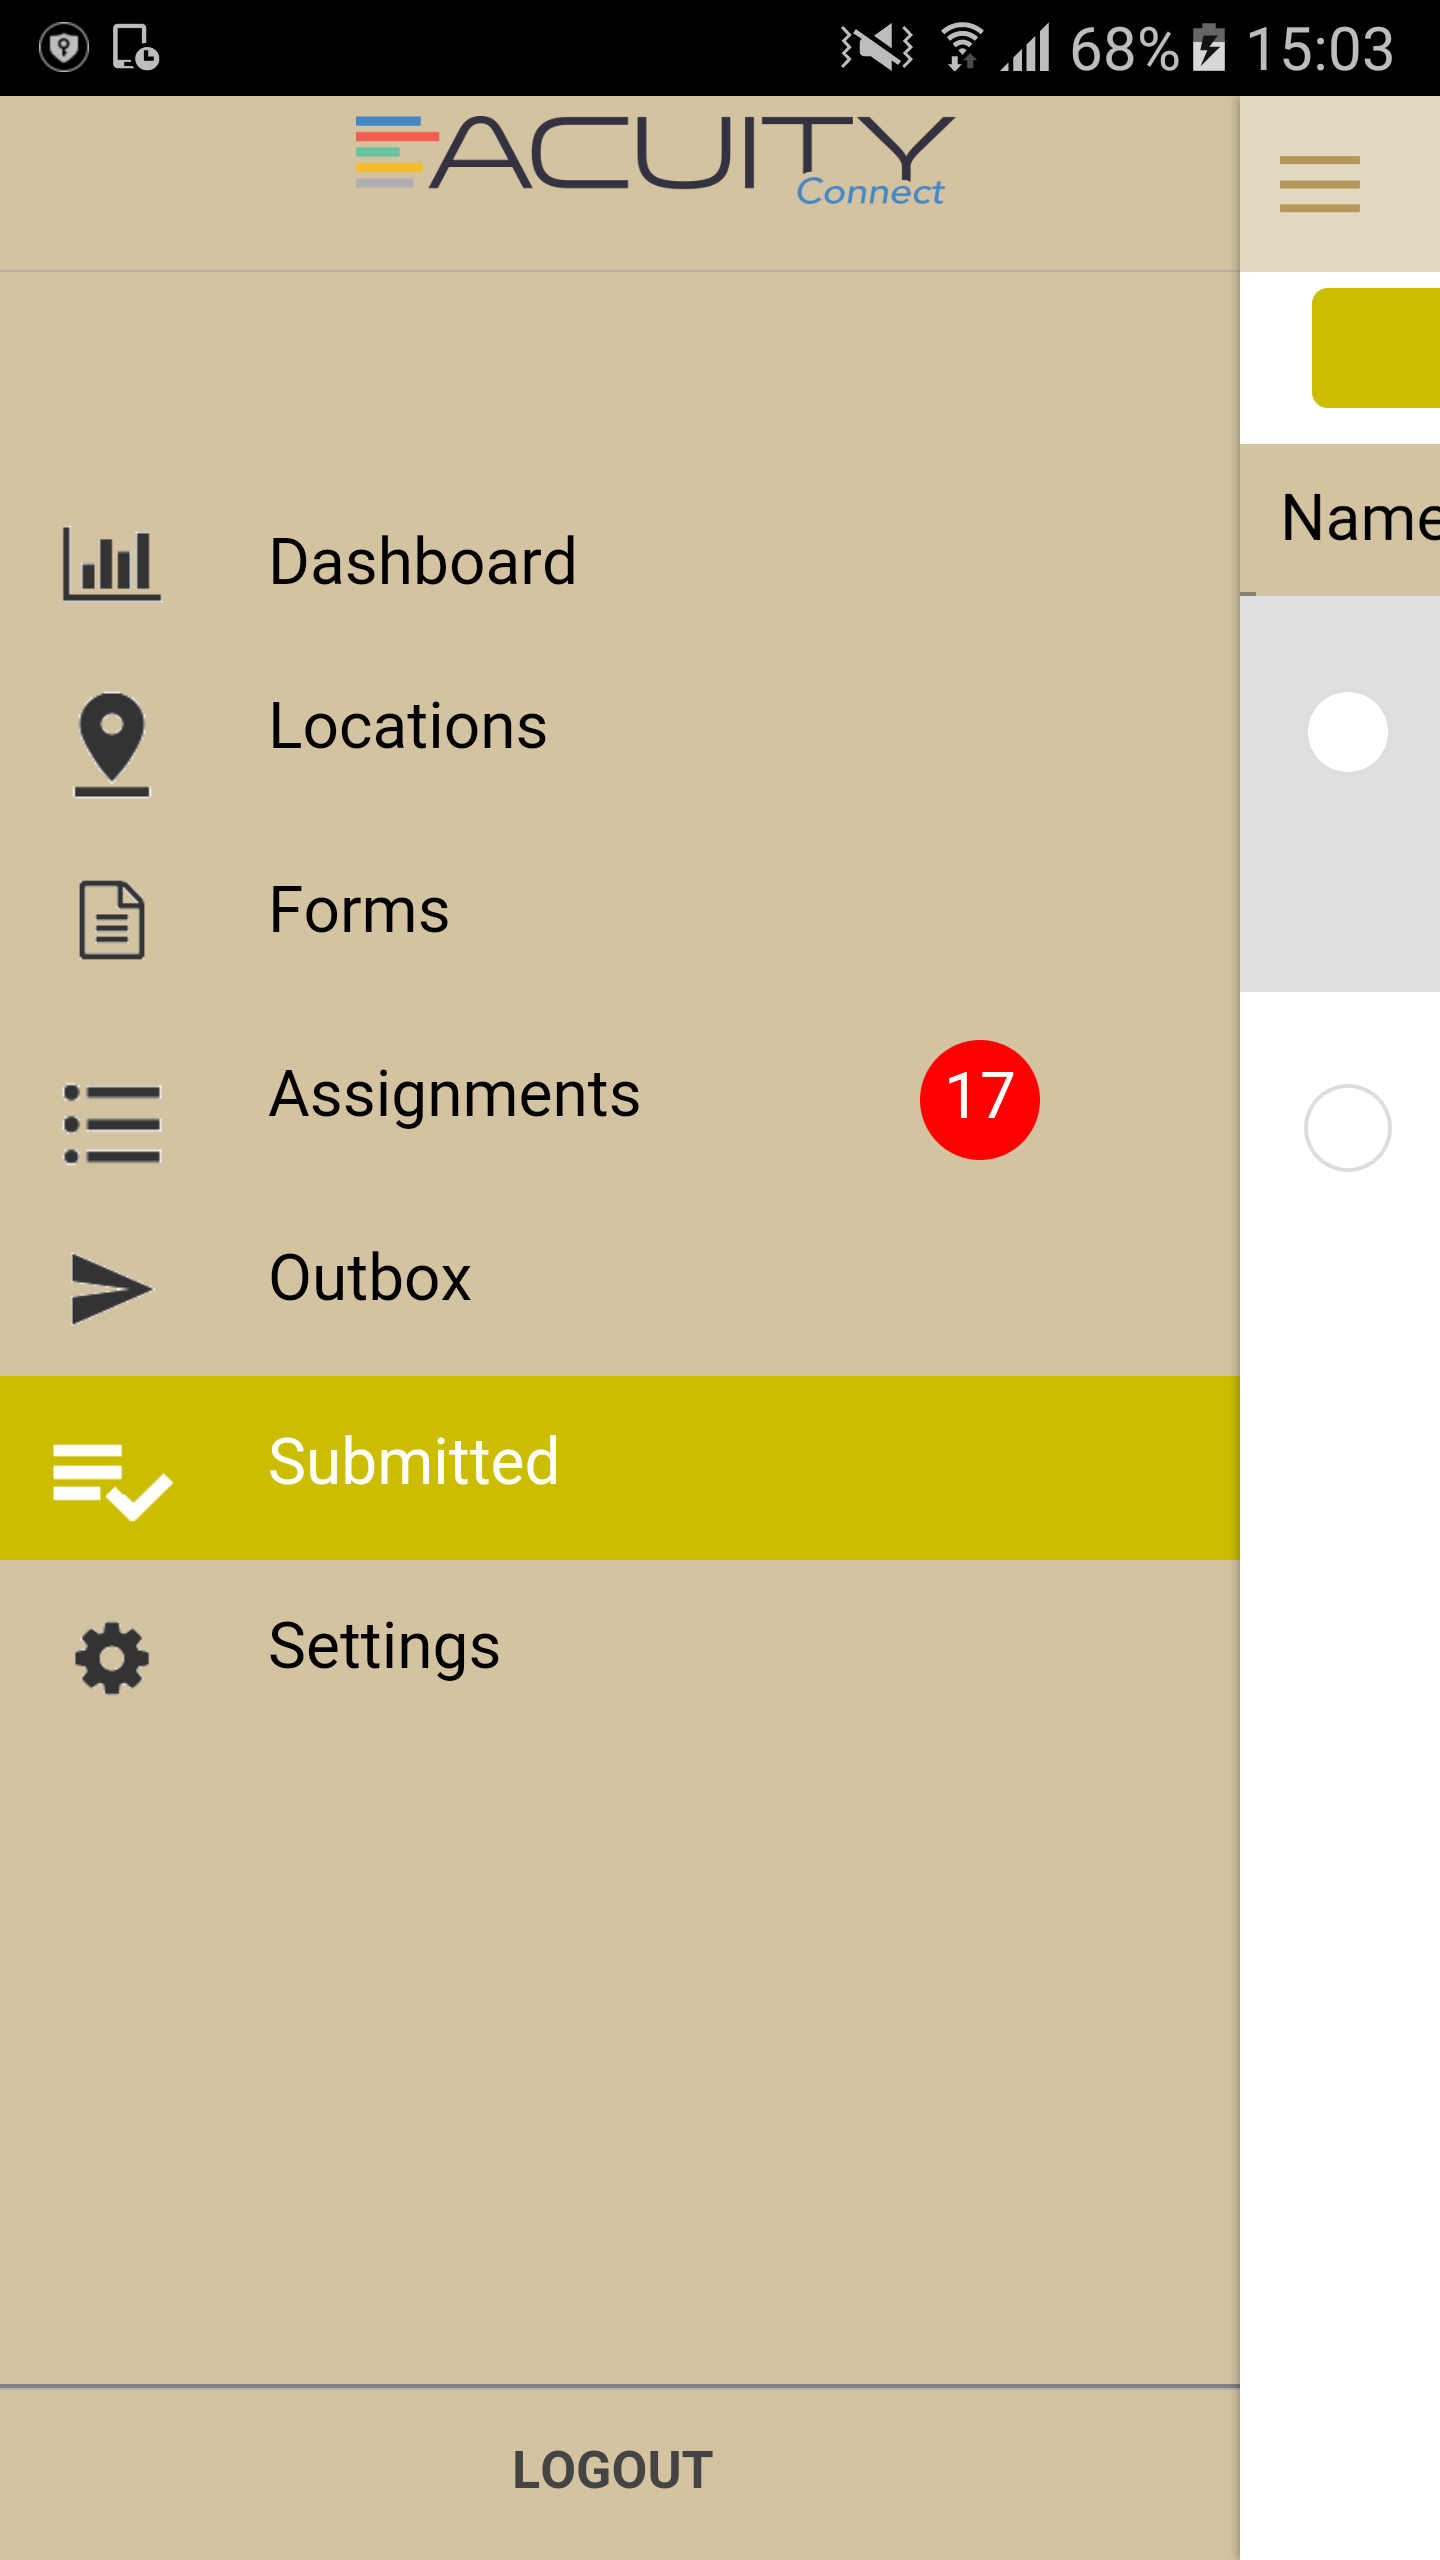 68% 15:03
ACUITY
Connect
Name
Dashboard
Locations
Forms
Assignments 17
Outbox
Submitted
Settings
LOGOUT